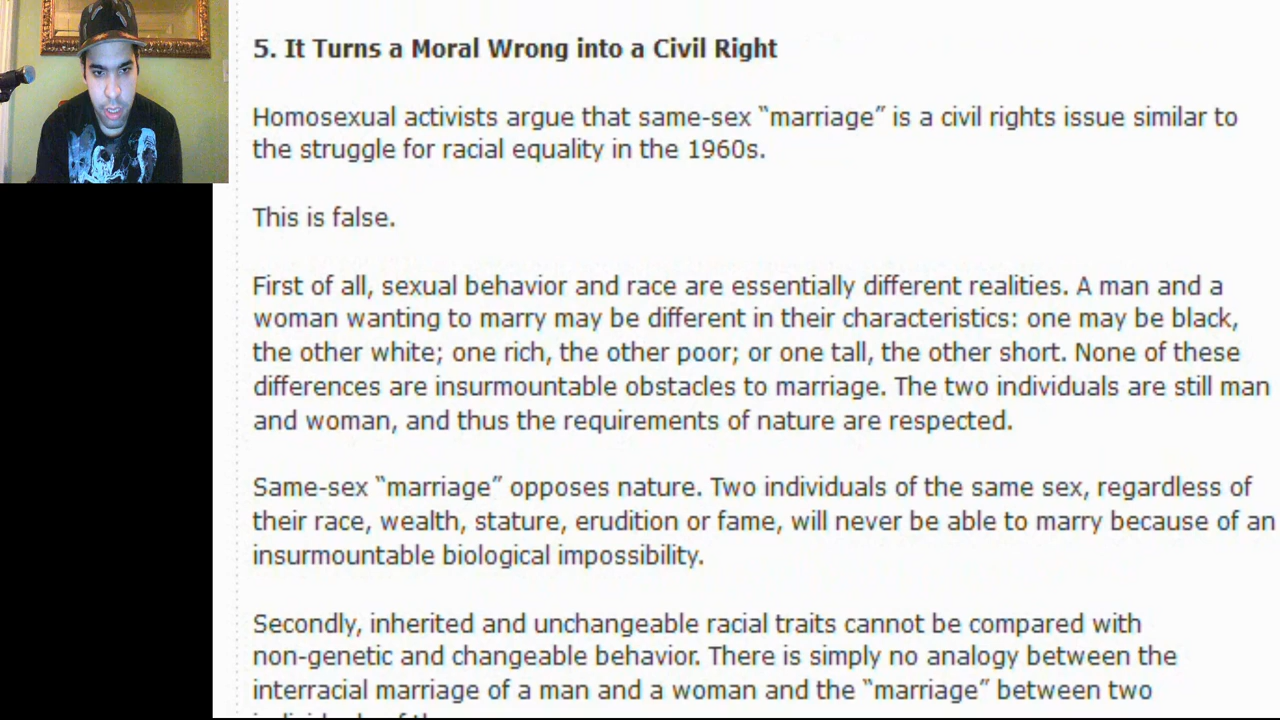 5. It Turns a Moral Wrong into a Civil Right
Homosexual activists argue that same-sex “marriage” is a civil rights issue similar to
the struggle for racial equality in the 1960s.
This is false.
First of all, sexual behavior and race are essentially different realities. A man and a
woman wanting to marry may be different in their characteristics: one may be black,
the other white; one rich, the other poor; or one tall, the other short. None of these
differences are insurmountable obstacles to marriage. The two individuals are still man
and woman, and thus the requirements of nature are respected.
Same-sex “marriage” opposes nature. Two individuals of the same sex, regardless of
their race, wealth, stature, erudition or fame, will never be able to marry because of an
insurmountable biological impossibility.
Secondly, inherited and unchangeable racial traits cannot be compared with
non-genetic and changeable behavior. There is simply no analogy between the
interracial marriage of a man and a woman and the “marriage” between two